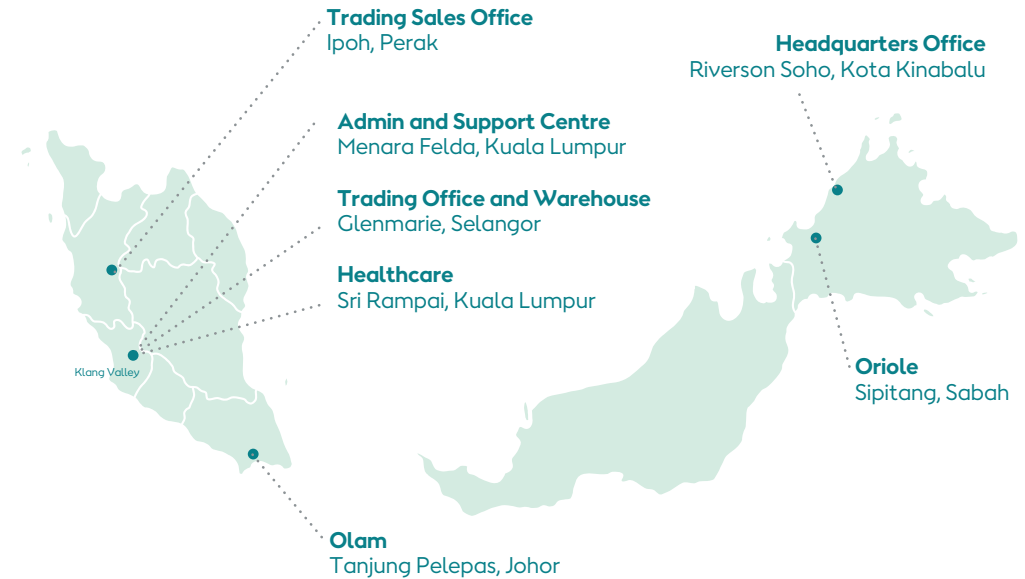 Trading Sales Office
Ipoh, Perak
Headquarters Office
Riverson Soho, Kota Kinabalu
Admin and Support Centre
Menara Felda, Kuala Lumpur
Trading Office and Warehouse
Glenmarie, Selangor
Healthcare
Sri Rampai, Kuala Lumpur
Klang Valley
Oriole
Sipitang, Sabah
Olam
Tanjung Pelepas, Johor